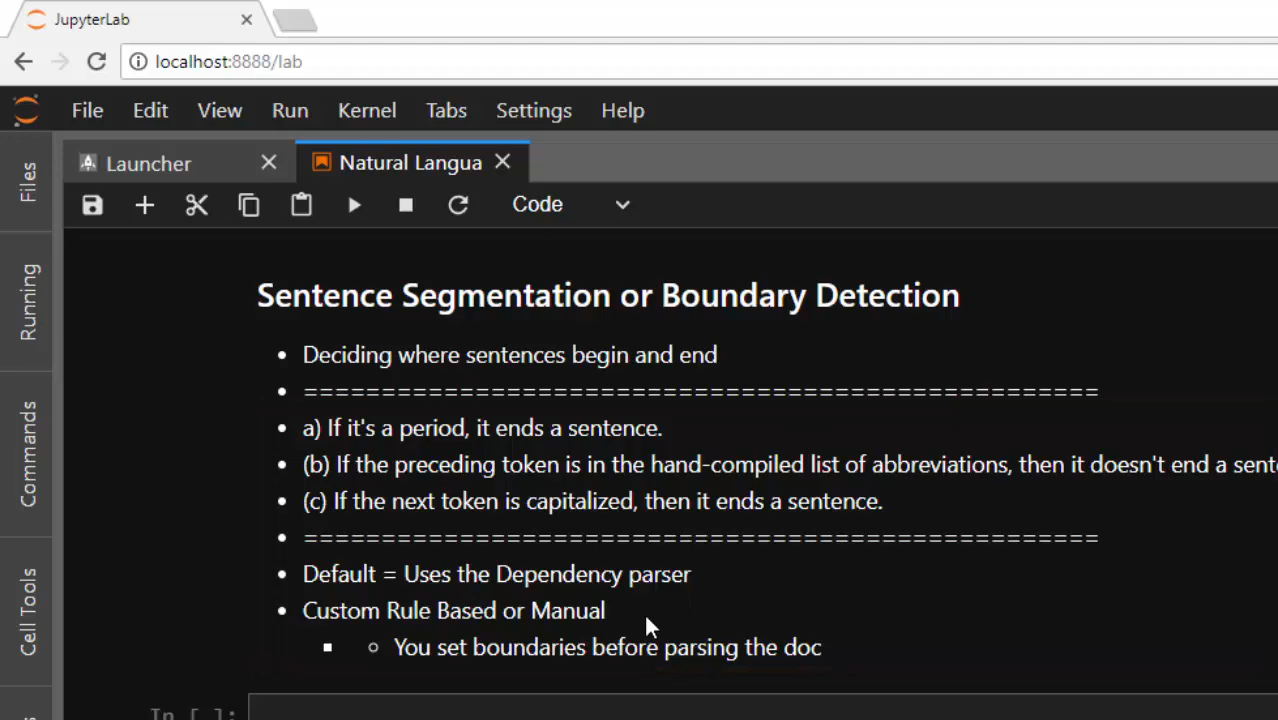 JupyterLab
localhost:8888/lab
File Edit View Run Kernel Tabs Settings Help
Launcher Natural Langua
Code
Files
Running
Commands
Cell Tools
Sentence Segmentation or Boundary Detection
Deciding where sentences begin and end
===================================================
a) If it's a period, it ends a sentence.
(b) If the preceding token is in the hand-compiled list of abbreviations, then it doesn't end a sent
(c) If the next token is capitalized, then it ends a sentence.
===================================================
Default = Uses the Dependency parser
Custom Rule Based or Manual
You set boundaries before parsing the doc
In [ ]: